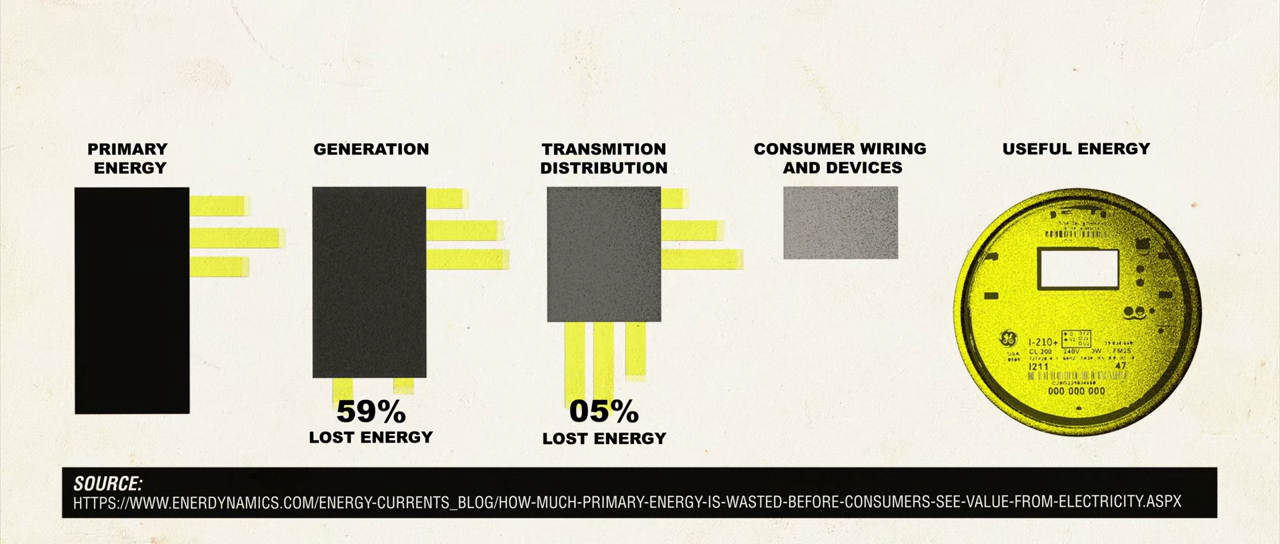 PRIMARY
ENERGY
GENERATION
TRANSMITION
DISTRIBUTION
CONSUMER WIRING
AND DEVICES
USEFUL ENERGY
59%
LOST ENERGY
05%
LOST ENERGY
GE
I-210+
CL 200 240V 3W FM2S
I211 47
000 000 000
SOURCE:
HTTPS://WWW.ENERDYNAMICS.COM/ENERGY-CURRENTS_BLOG/HOW-MUCH-PRIMARY-ENERGY-IS-WASTED-BEFORE-CONSUMERS-SEE-VALUE-FROM-ELECTRICITY.ASPX